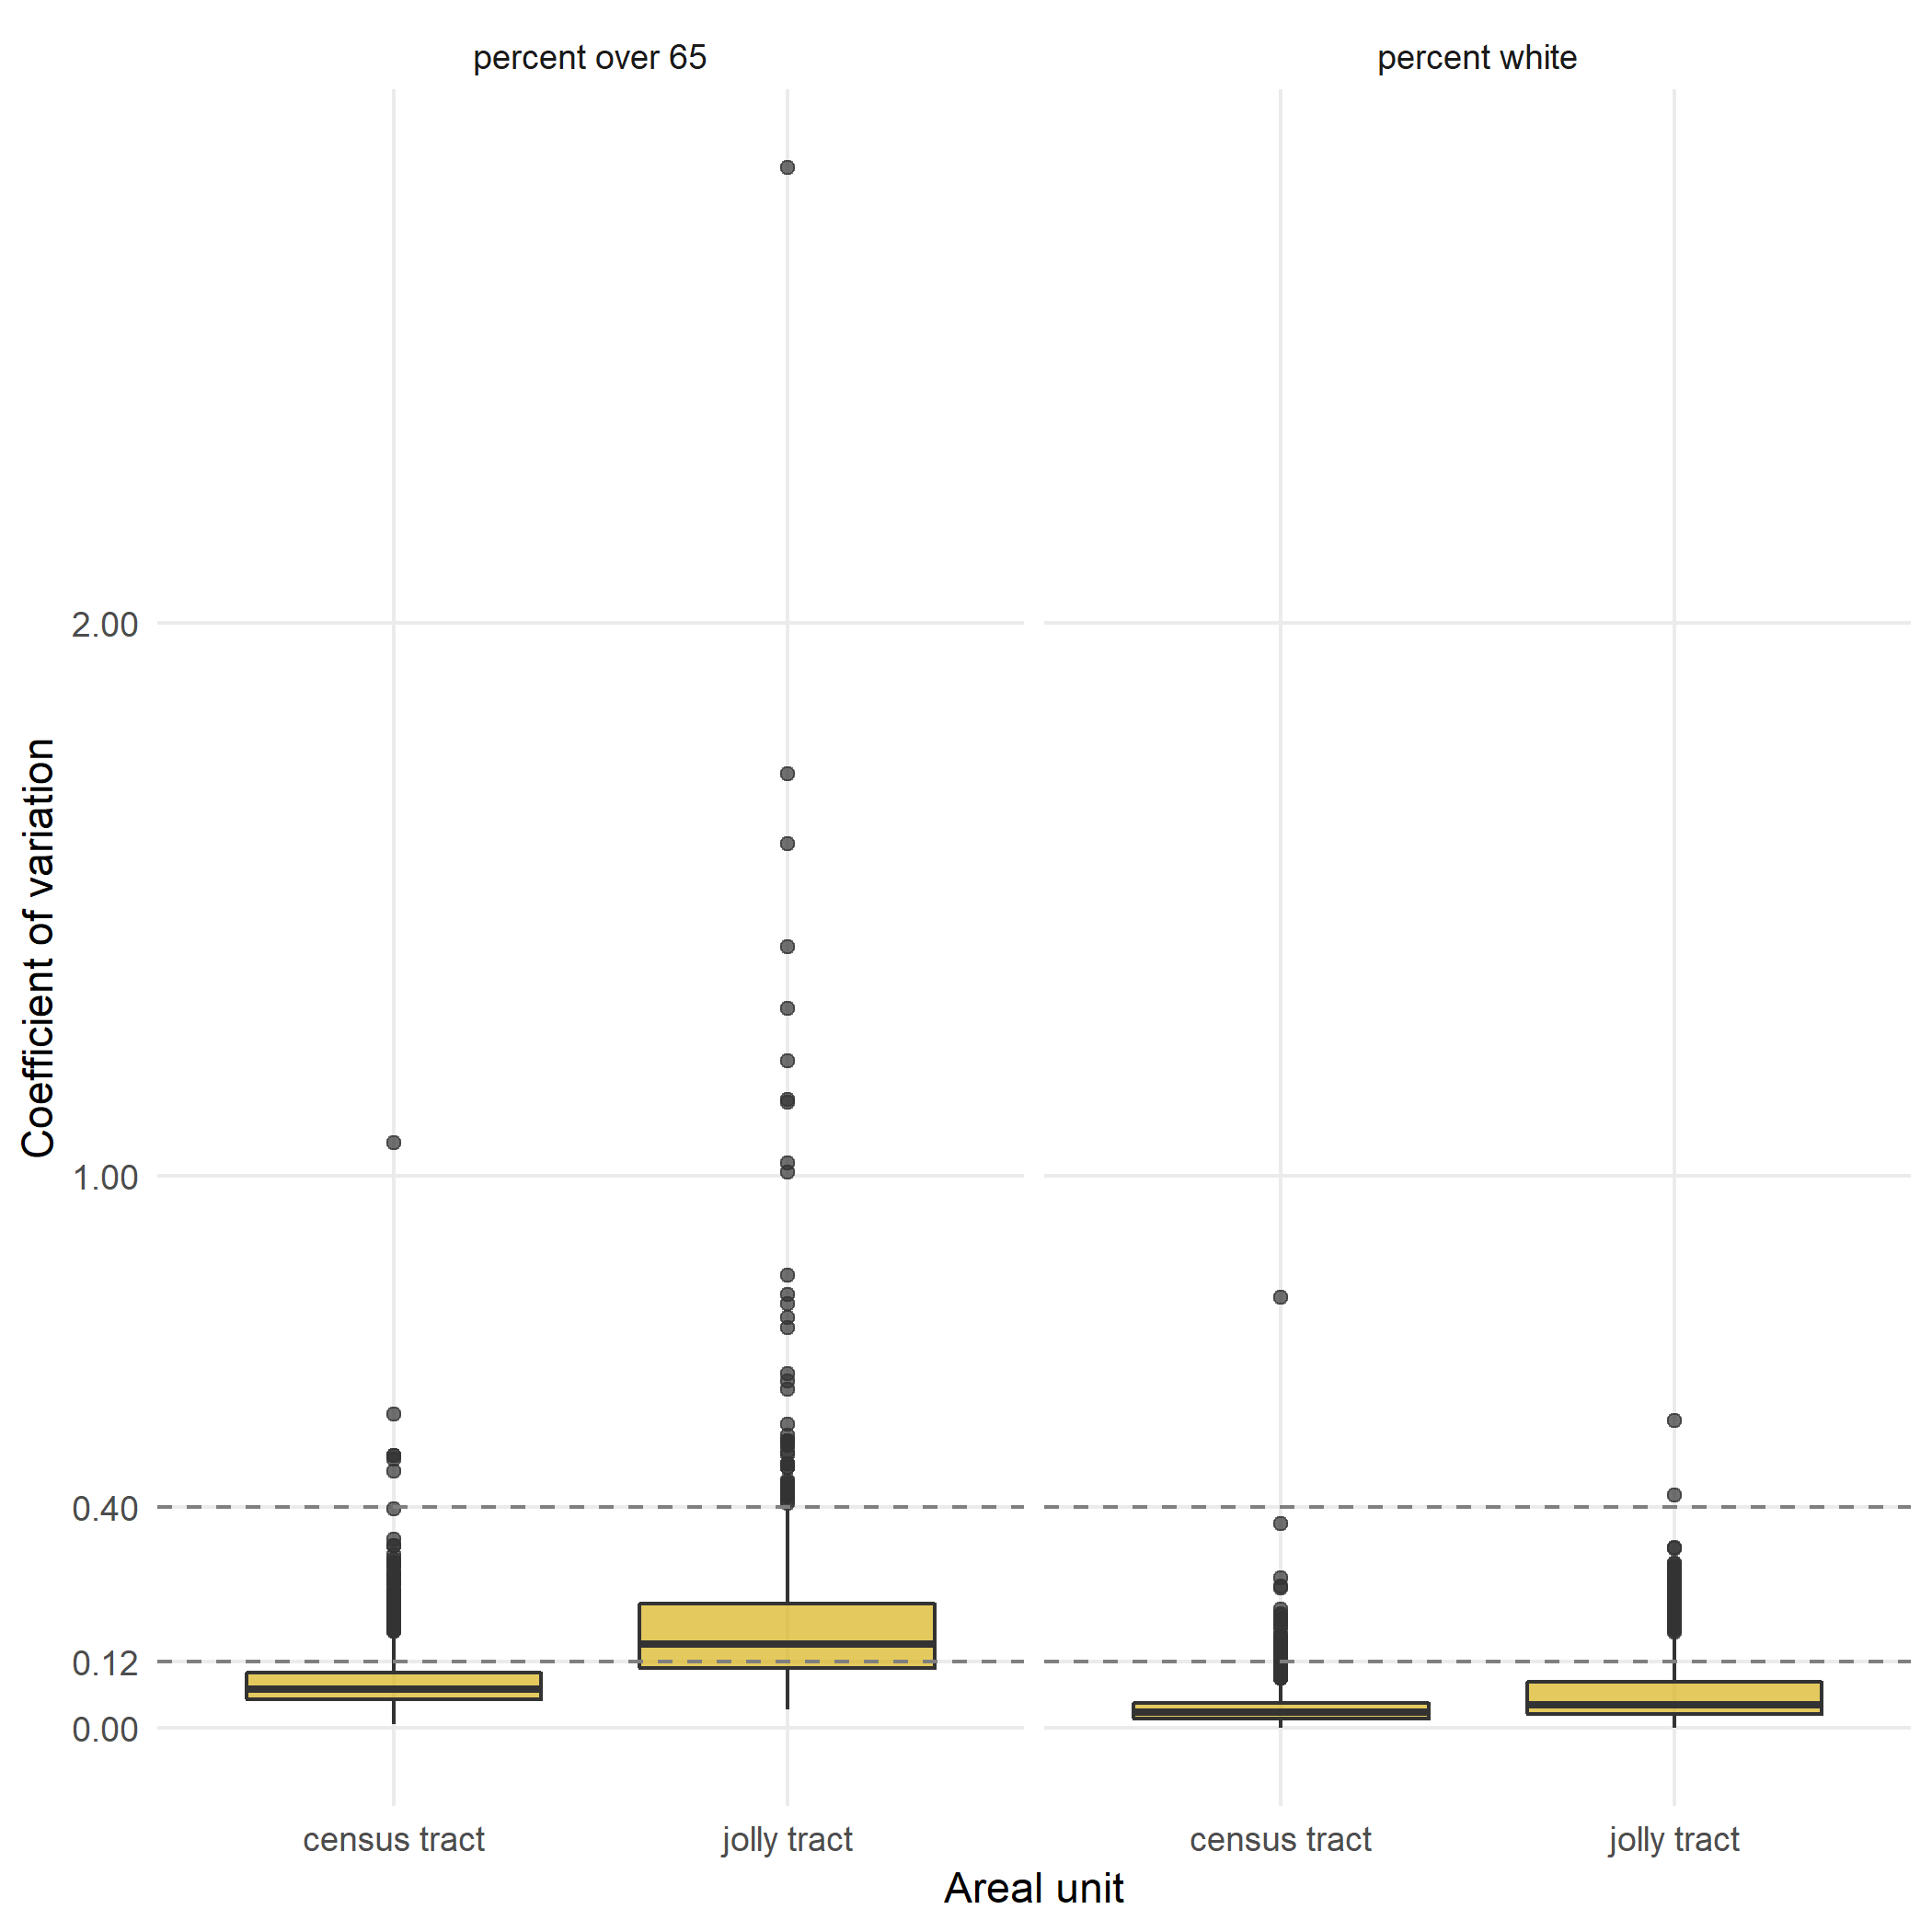 percent over 65
percent white
Coefficient of variation
2.00
1.00
0.40
0.12
0.00
census tract
jolly tract
census tract
jolly tract
Areal unit